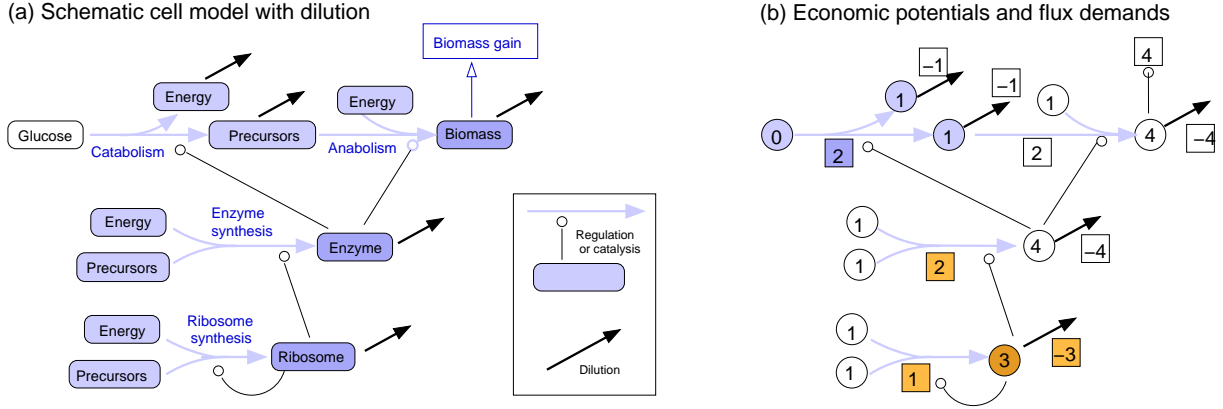 (a) Schematic cell model with dilution
Biomass gain
Energy
Energy
Glucose
Precursors
Biomass
Catabolism
Anabolism
Energy
Enzyme
synthesis
Precursors
Enzyme
Energy
Ribosome
synthesis
Precursors
Ribosome
Regulation
or catalysis
Dilution
(b) Economic potentials and flux demands
4
−1
−1
1
1
0
1
4
−4
2
2
1
1
4
−4
2
1
1
3
−3
1